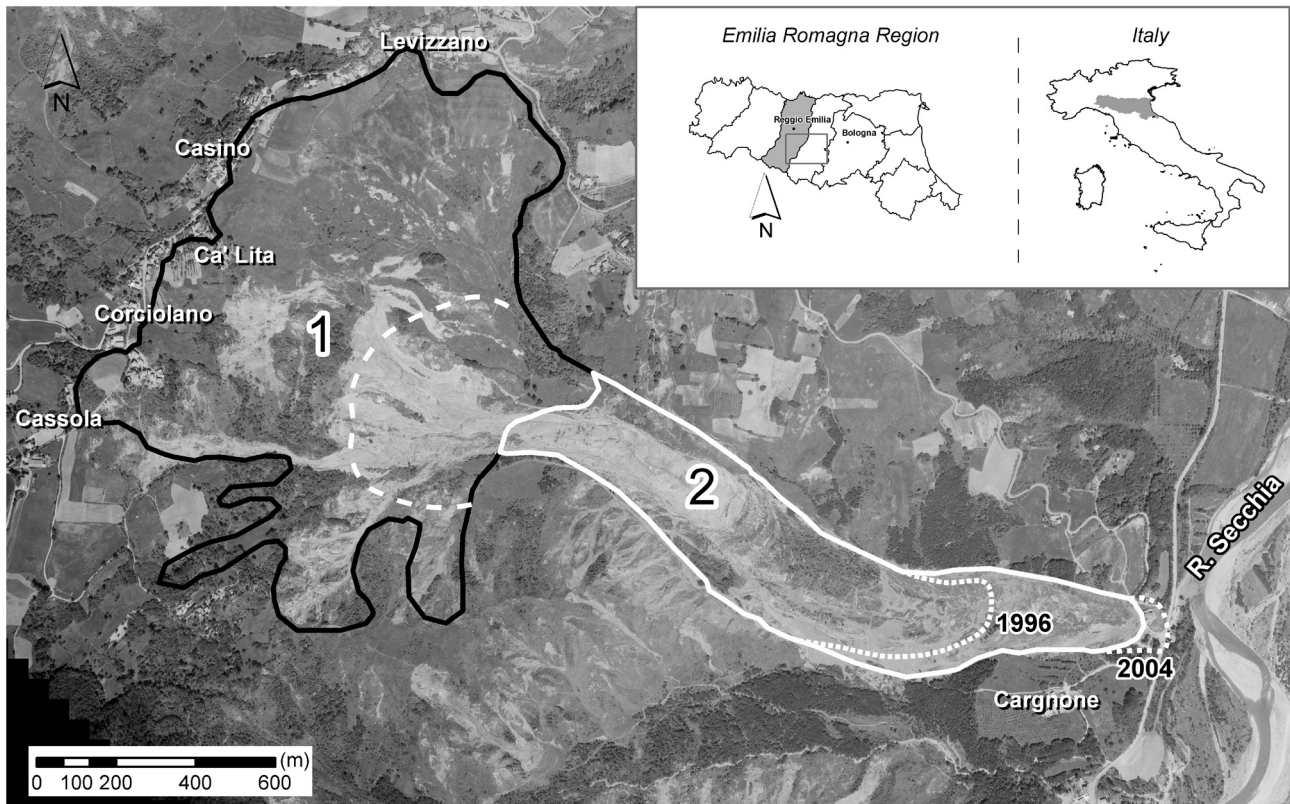 Levizzano
N
Casino
Ca' Lita
Corciolano
Cassola
1
2
1996
2004
Cargnone
R. Secchia
0 100 200 400 600 (m)
Emilia Romagna Region
Italy
Reggio Emilia
Bologna
N